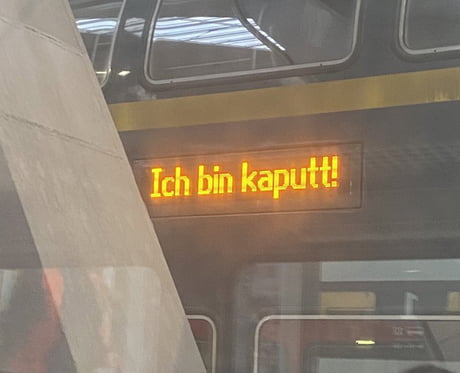 Ich bin kaputt!